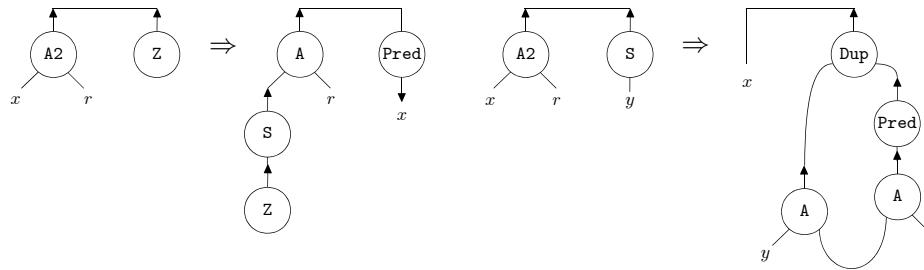 A2 Z ⇒ A Pred A2 S ⇒ Dup
x r r x x r y x
S Pred
Z A A
y